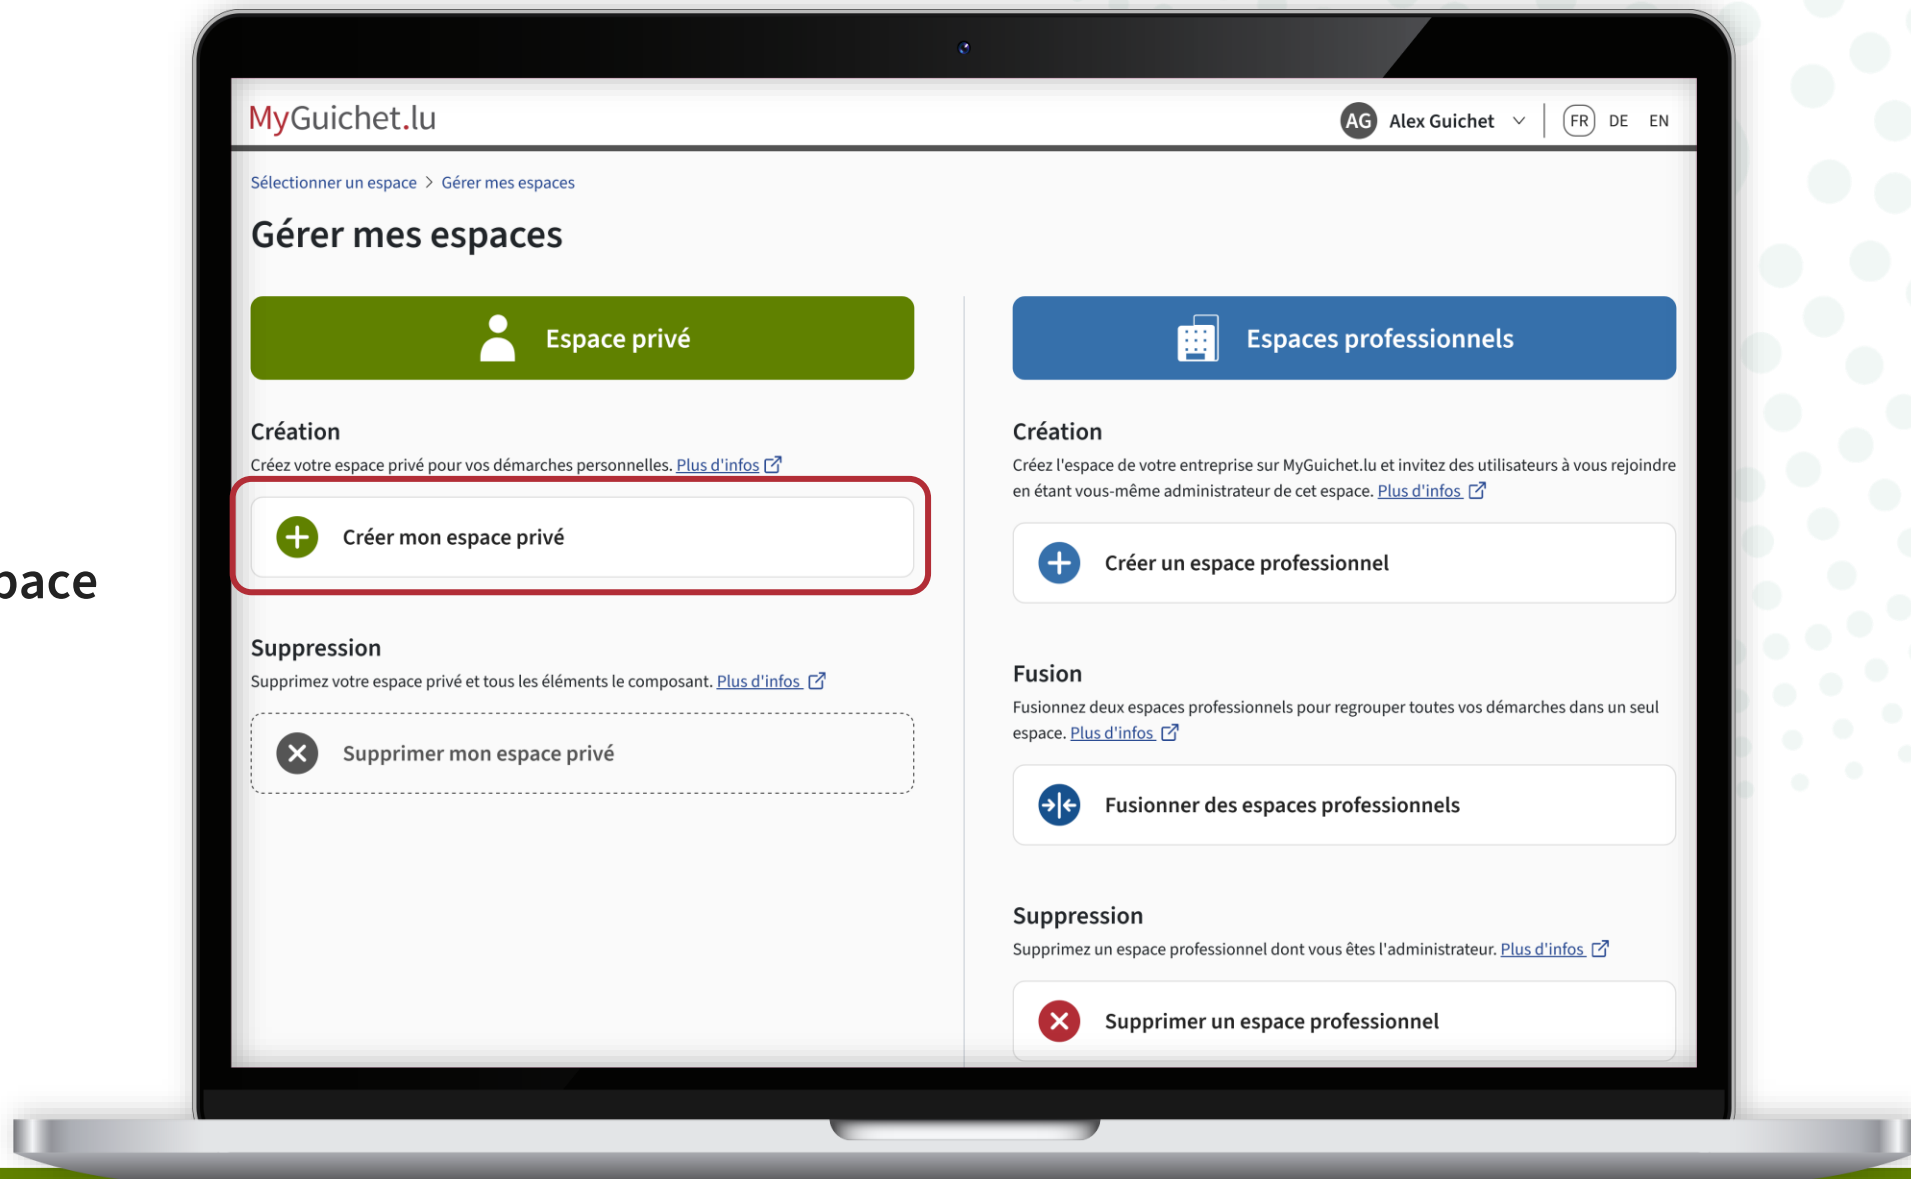 MyGuichet.lu
AG Alex Guichet FR DE EN
Sélectionner un espace > Gérer mes espaces
Gérer mes espaces
Espace privé
Création
Créez votre espace privé pour vos démarches personnelles. Plus d'infos
Créer mon espace privé
Suppression
Supprimez votre espace privé et tous les éléments le composant. Plus d'infos
Supprimer mon espace privé
Espaces professionnels
Création
Créez l'espace de votre entreprise sur MyGuichet.lu et invitez des utilisateurs à vous rejoindre
en étant vous-même administrateur de cet espace. Plus d'infos
Créer un espace professionnel
Fusion
Fusionnez deux espaces professionnels pour regrouper toutes vos démarches dans un seul
espace. Plus d'infos
Fusionner des espaces professionnels
Suppression
Supprimez un espace professionnel dont vous êtes l'administrateur. Plus d'infos
Supprimer un espace professionnel